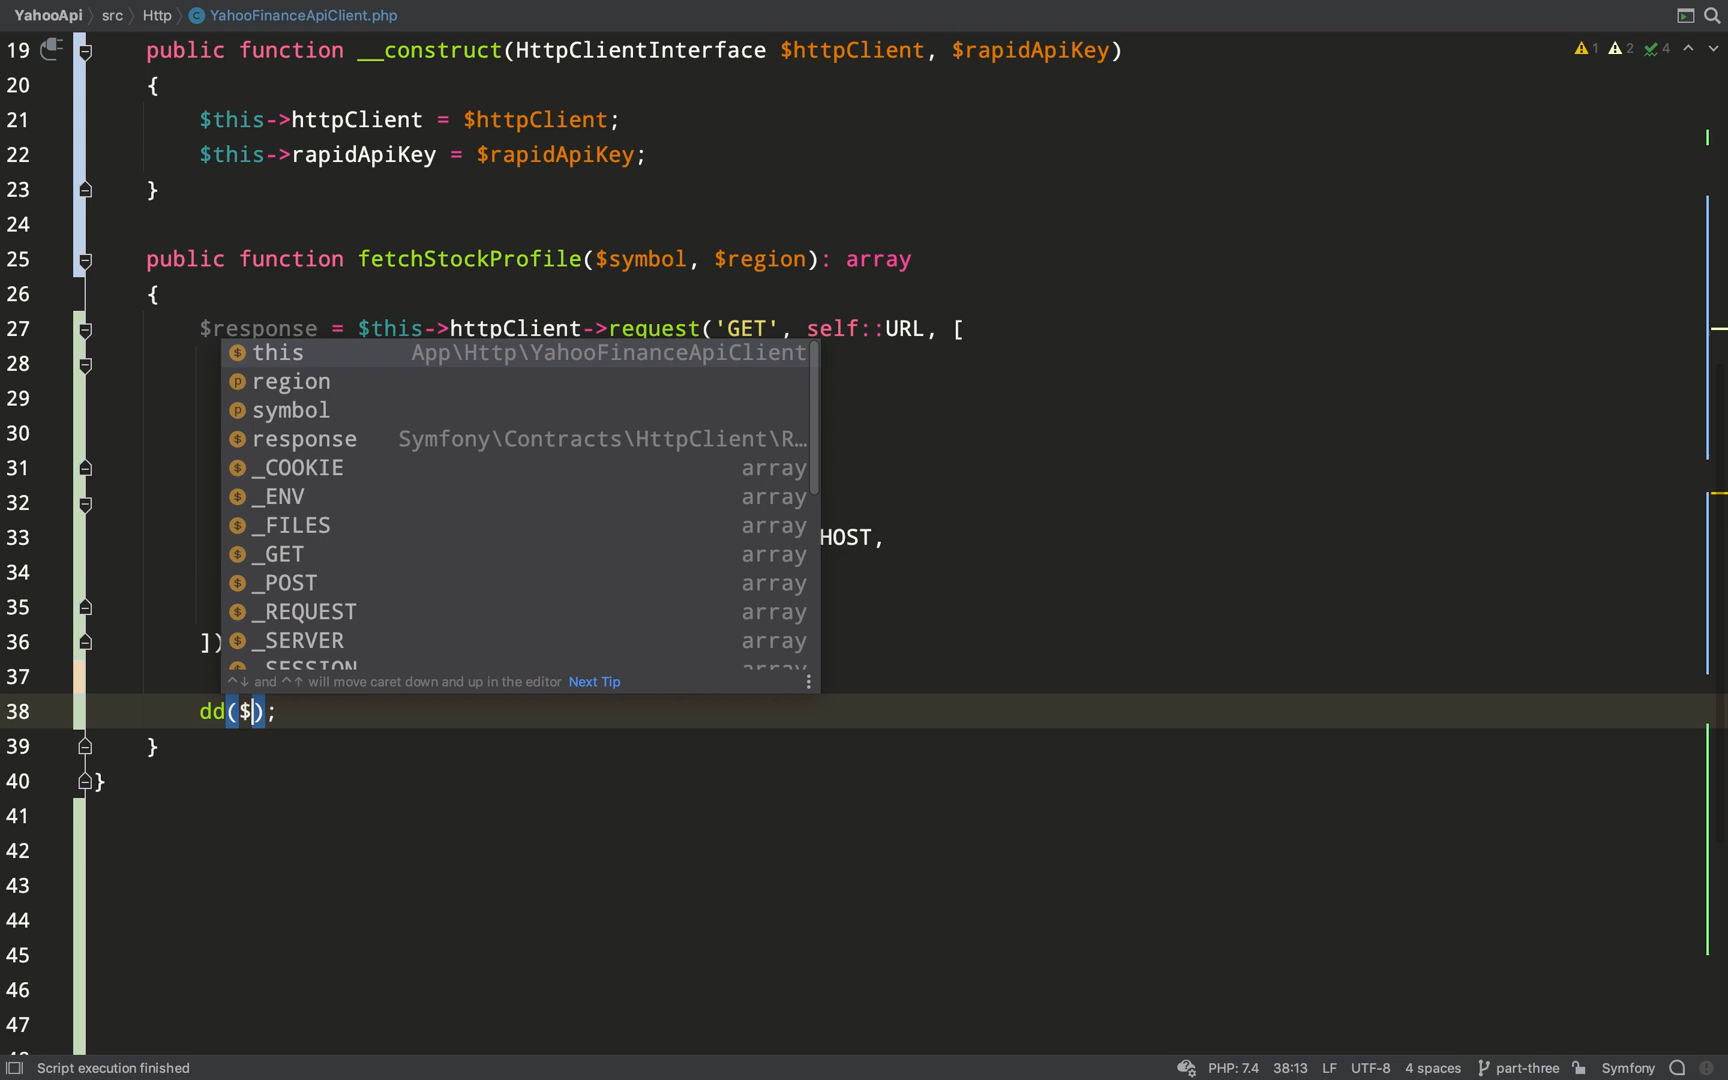 YahooApi src Http YahooFinanceApiClient.php
1 2 4
19 public function __construct(HttpClientInterface $httpClient, $rapidApiKey)
20 {
21 $this->httpClient = $httpClient;
22 $this->rapidApiKey = $rapidApiKey;
23 }
24
25 public function fetchStockProfile($symbol, $region): array
26 {
27 $response = $this->httpClient->request('GET', self::URL, [
this App\Http\YahooFinanceApiClient
28
region
29
symbol
30
response Symfony\Contracts\HttpClient\R…
31
_COOKIE array
32
_ENV array
_FILES array
33 HOST,
_GET array
34
_POST array
35
_REQUEST array
36 ])
_SERVER array
_SESSION array
37
^↓ and ^↑ will move caret down and up in the editor Next Tip
38 dd($);
39 }
40 }
41
42
43
44
45
46
47
Script execution finished PHP: 7.4 38:13 LF UTF-8 4 spaces part-three Symfony